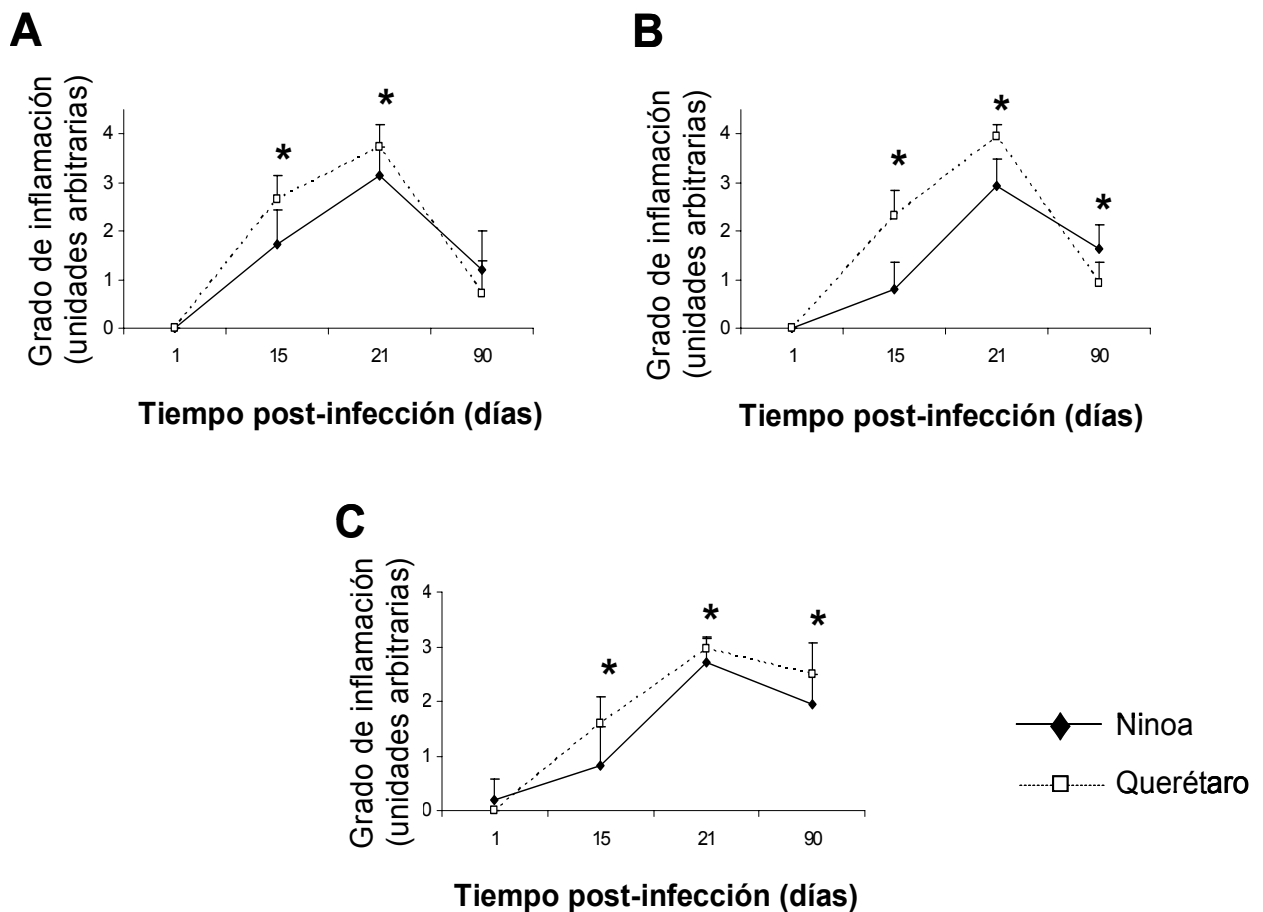 A
Grado de inflamación
(unidades arbitrarias)
4
3
2
1
0
*
*
1 15 21 90
Tiempo post-infección (días)
B
Grado de inflamación
(unidades arbitrarias)
4
3
2
1
0
*
*
*
1 15 21 90
Tiempo post-infección (días)
C
Grado de inflamación
(unidades arbitrarias)
4
3
2
1
0
*
*
*
1 15 21 90
Tiempo post-infección (días)
Ninoa
Querétaro